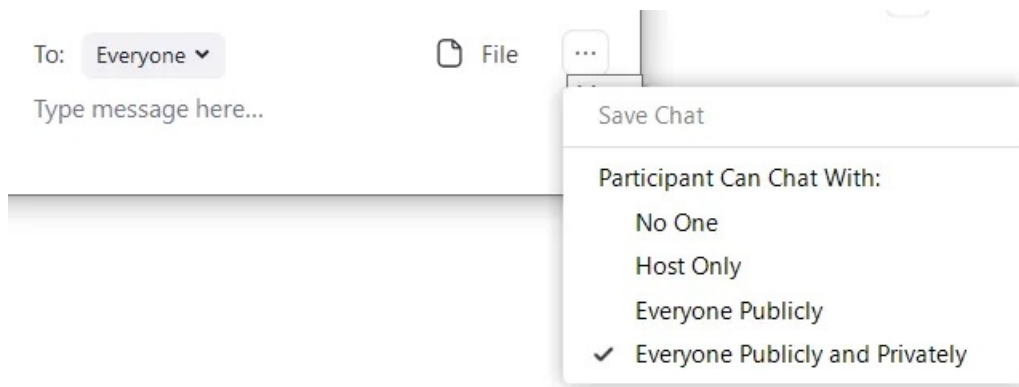 To: Everyone File ...
Type message here...
Save Chat
Participant Can Chat With:
No One
Host Only
Everyone Publicly
Everyone Publicly and Privately